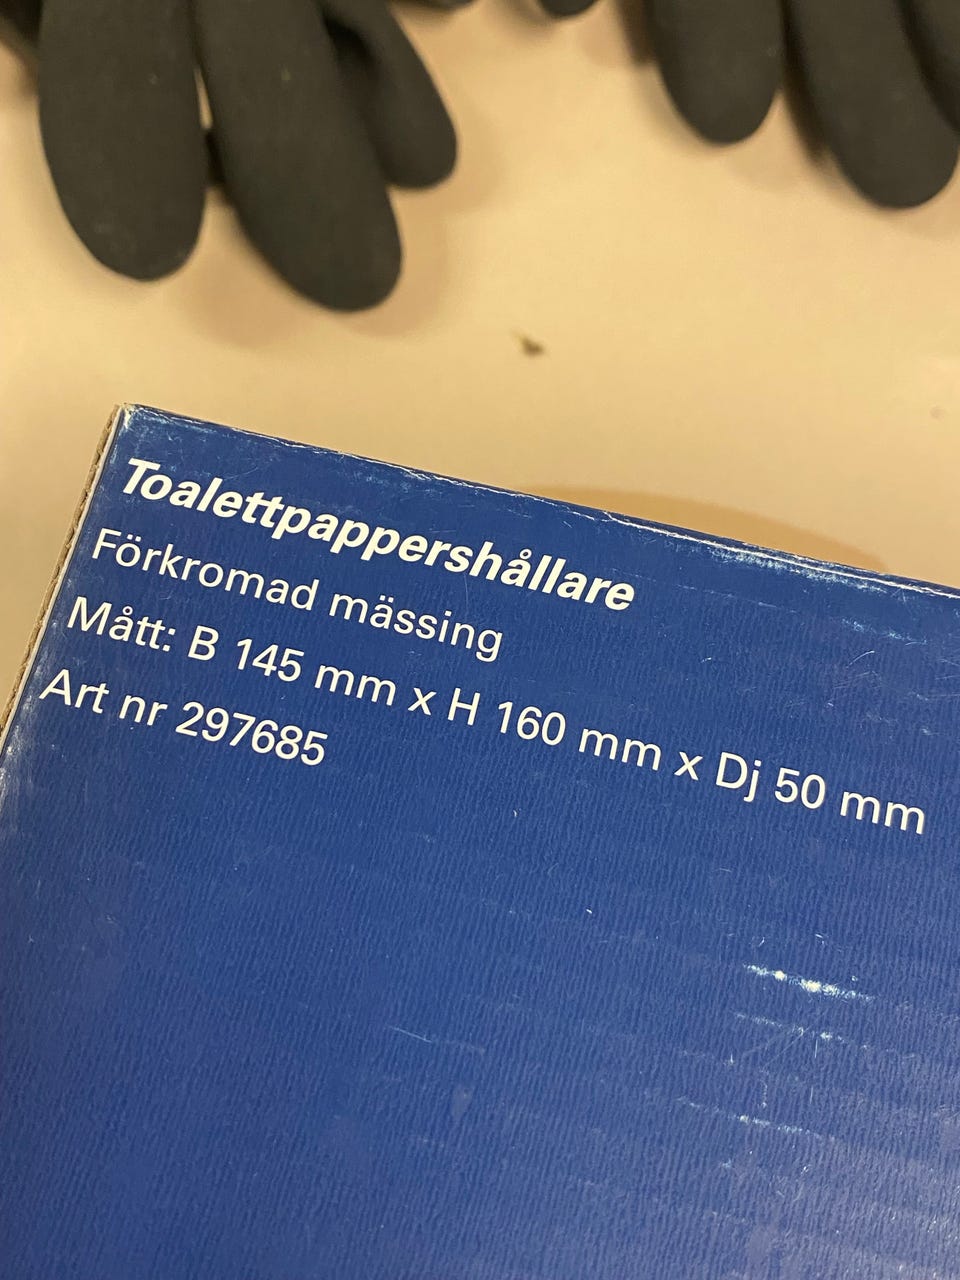 Toalettpappershållare
Förkromad mässing
Mått: B 145 mm x H 160 mm x Dj 50 mm
Art nr 297685